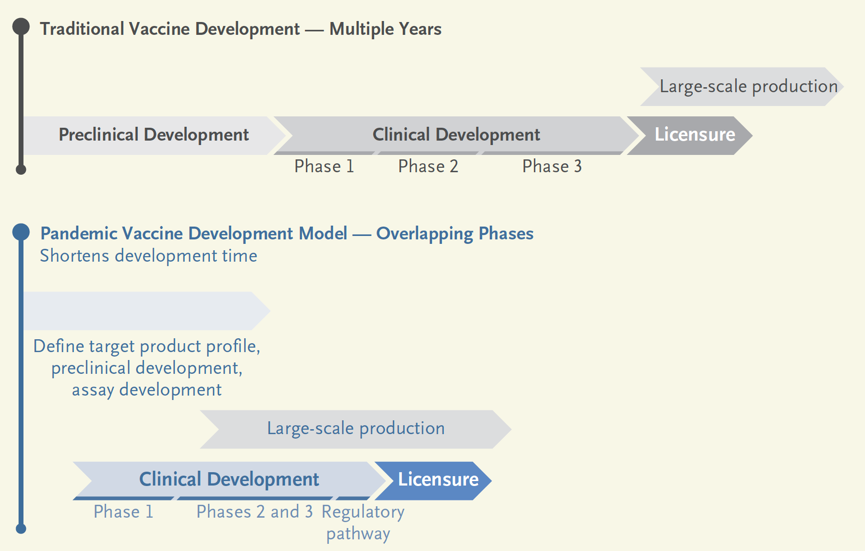 Traditional Vaccine Development — Multiple Years
Large-scale production
Preclinical Development
Clinical Development
Licensure
Phase 1
Phase 2
Phase 3
Pandemic Vaccine Development Model — Overlapping Phases
Shortens development time
Define target product profile,
preclinical development,
assay development
Large-scale production
Clinical Development
Licensure
Phase 1
Phases 2 and 3
Regulatory
pathway